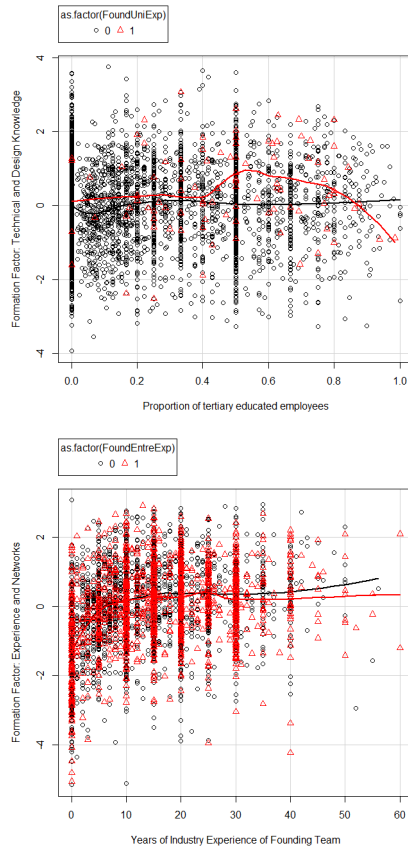 as.factor(FoundUniExp)
0 1
Formation Factor: Technical and Design Knowledge
4
2
0
-2
-4
0.0 0.2 0.4 0.6 0.8 1.0
Proportion of tertiary educated employees
as.factor(FoundEntreExp)
0 1
Formation Factor: Experience and Networks
2
0
-2
-4
0 10 20 30 40 50 60
Years of Industry Experience of Founding Team